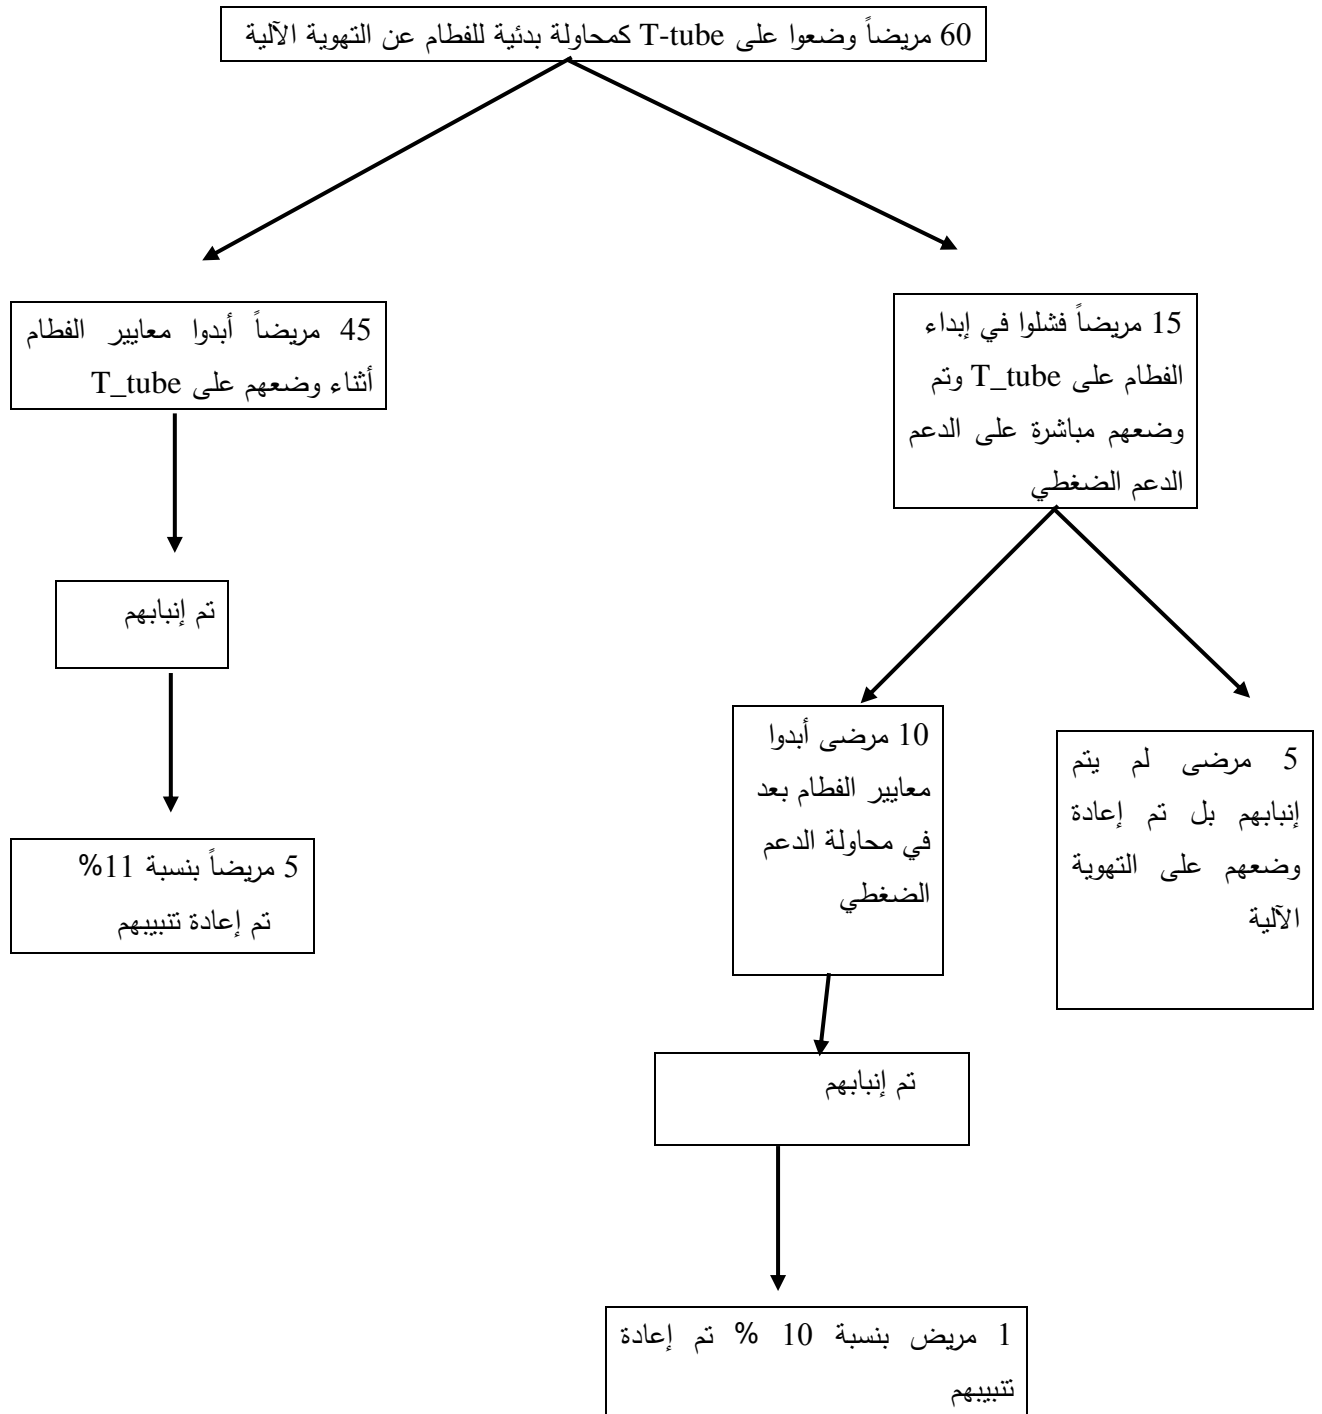 60 مريضاً وضعوا على T-tube كمحاولة بدئية للفطام عن التهوية الآلية
15 مريضاً فشلوا في إبداء
الفطام على T_tube وتم
وضعهم مباشرة على الدعم
الدعم الضغطي
45 مريضاً أبدوا معايير الفطام
أثناء وضعهم على T_tube
تم إنبابهم
5 مرضى لم يتم
إنبابهم بل تم إعادة
وضعهم على التهوية
الآلية
10 مرضى أبدوا
معايير الفطام بعد
في محاولة الدعم
الضغطي
5 مريضاً بنسبة 11%
تم إعادة تنبيبهم
تم إنبابهم
1 مريض بنسبة 10 % تم إعادة
تنبيبهم